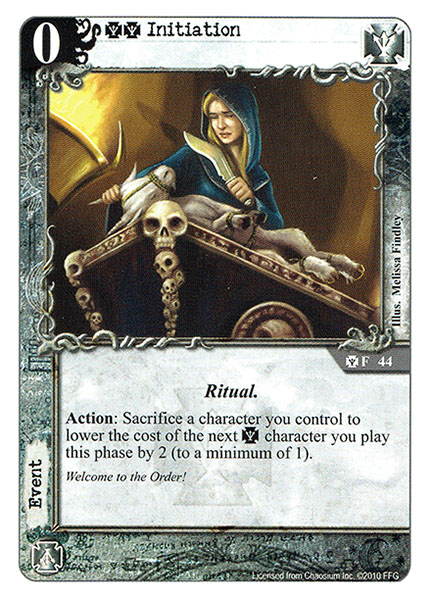 0
Initiation
Illus. Melissa Findley
F 44
Ritual.
Action: Sacrifice a character you control to
lower the cost of the next character you play
this phase by 2 (to a minimum of 1).
Welcome to the Order!
Event
Licensed from Chaosium Inc. ©2010 FFG